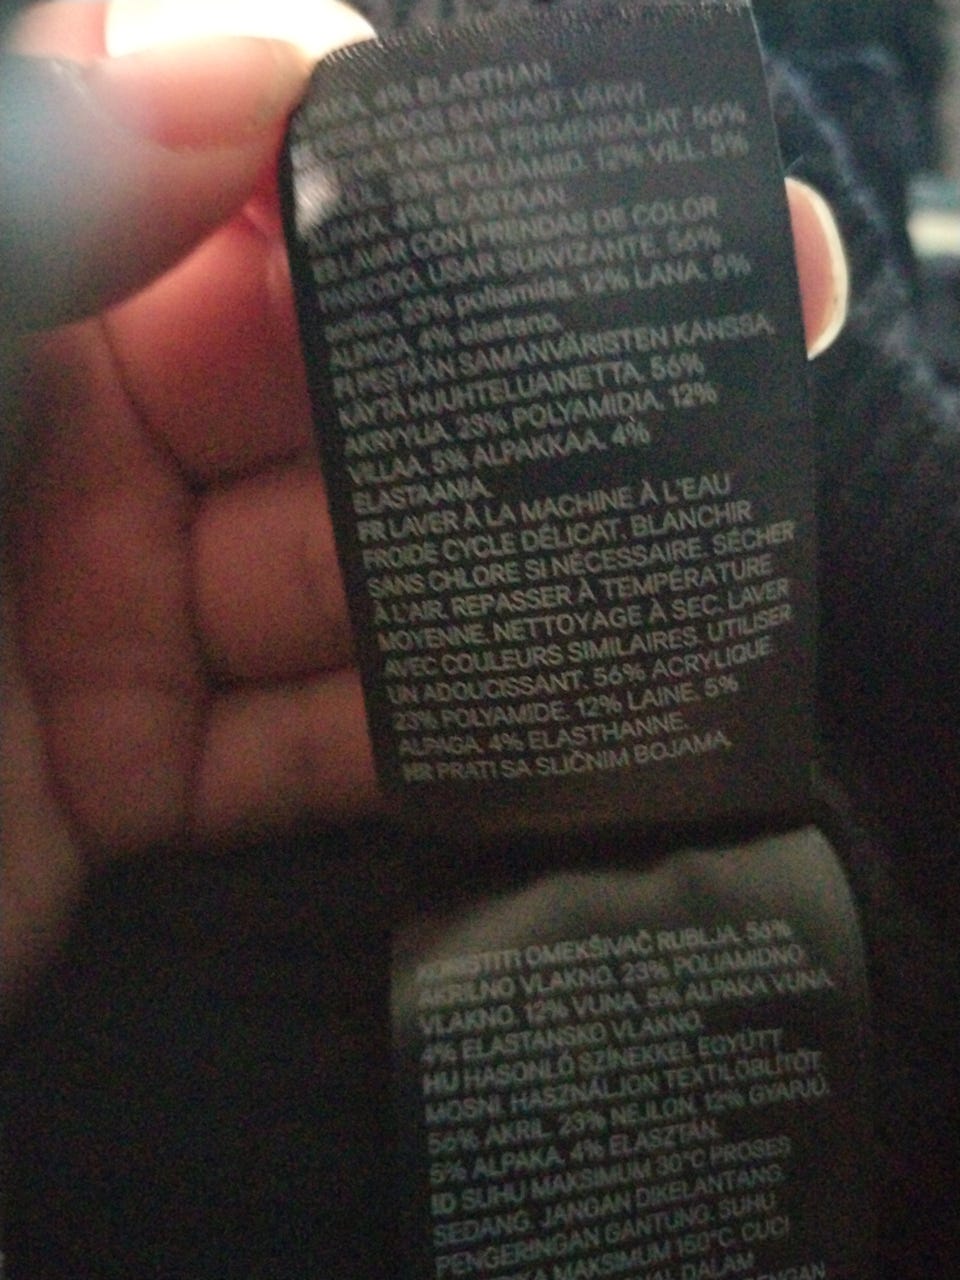 4% ELASTHAN
KOOS SARNAST VÄRVI
KASUTA PEHMENDAJAT. 56%
23% POLÜAMIID. 12% VILL. 5%
4% ELASTAAN.
LAVAR CON PRENDAS DE COLOR
PARECIDO. USAR SUAVIZANTE. 56%
23% poliamida. 12% LANA. 5%
ALPACA. 4% elastano.
FI PESTÄÄN SAMANVÄRISTEN KANSSA.
KÄYTÄ HUUHTELUAINETTA. 56%
AKRYYLIA. 23% POLYAMIDIA. 12%
VILLAA. 5% ALPAKKAA. 4%
ELASTAANIA.
FR LAVER À LA MACHINE À L'EAU
FROIDE CYCLE DÉLICAT. BLANCHIR
SANS CHLORE SI NÉCESSAIRE. SÉCHER
À L'AIR. REPASSER À TEMPÉRATURE
MOYENNE. NETTOYAGE À SEC. LAVER
AVEC COULEURS SIMILAIRES. UTILISER
UN ADOUCISSANT. 56% ACRYLIQUE.
23% POLYAMIDE. 12% LAINE. 5%
ALPAGA. 4% ELASTHANNE.
HR PRATI SA SLIČNIM BOJAMA.
OMEKŠIVAČ RUBLJA. 56%
AKRILNO VLAKNO. 23% POLIAMIDNO
VLAKNO. 12% VUNA. 5% ALPAKA VUNA.
4% ELASTANSKO VLAKNO.
HU HASONLÓ SZÍNEKKEL EGYÜTT
MOSNI. HASZNÁLJON TEXTILÖBLÍTŐT.
56% AKRIL. 23% NEJLON. 12% GYAPJÚ.
5% ALPAKA. 4% ELASZTÁN.
ID SUHU MAKSIMUM 30°C PROSES
SEDANG. JANGAN DIKELANTANG.
PENGERINGAN GANTUNG. SUHU
MAKSIMUM 150°C. CUCI
DALAM